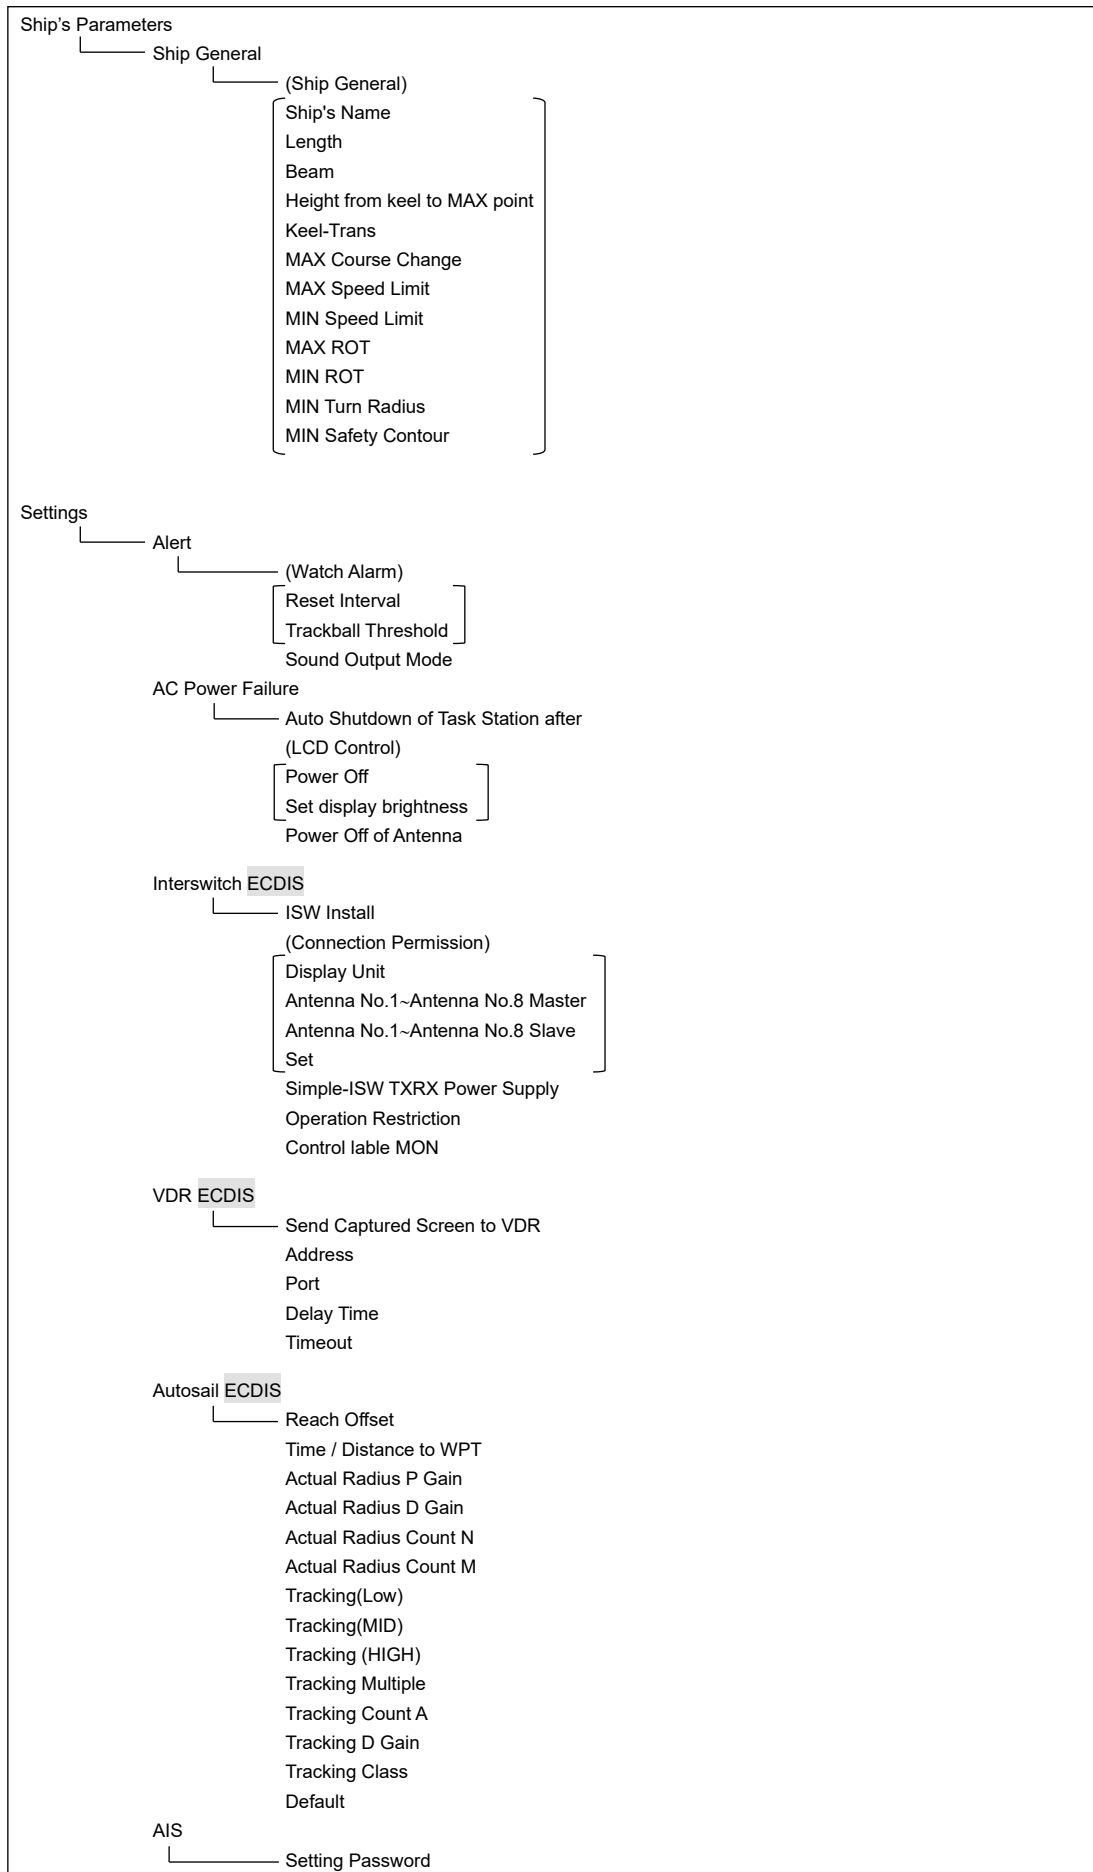 Ship's Parameters
Ship General
(Ship General)
Ship's Name
Length
Beam
Height from keel to MAX point
Keel-Trans
MAX Course Change
MAX Speed Limit
MIN Speed Limit
MAX ROT
MIN ROT
MIN Turn Radius
MIN Safety Contour
Settings
Alert
(Watch Alarm)
Reset Interval
Trackball Threshold
Sound Output Mode
AC Power Failure
Auto Shutdown of Task Station after
(LCD Control)
Power Off
Set display brightness
Power Off of Antenna
Interswitch ECDIS
ISW Install
(Connection Permission)
Display Unit
Antenna No.1~Antenna No.8 Master
Antenna No.1~Antenna No.8 Slave
Set
Simple-ISW TXRX Power Supply
Operation Restriction
Control lable MON
VDR ECDIS
Send Captured Screen to VDR
Address
Port
Delay Time
Timeout
Autosail ECDIS
Reach Offset
Time / Distance to WPT
Actual Radius P Gain
Actual Radius D Gain
Actual Radius Count N
Actual Radius Count M
Tracking(Low)
Tracking(MID)
Tracking (HIGH)
Tracking Multiple
Tracking Count A
Tracking D Gain
Tracking Class
Default
AIS
Setting Password